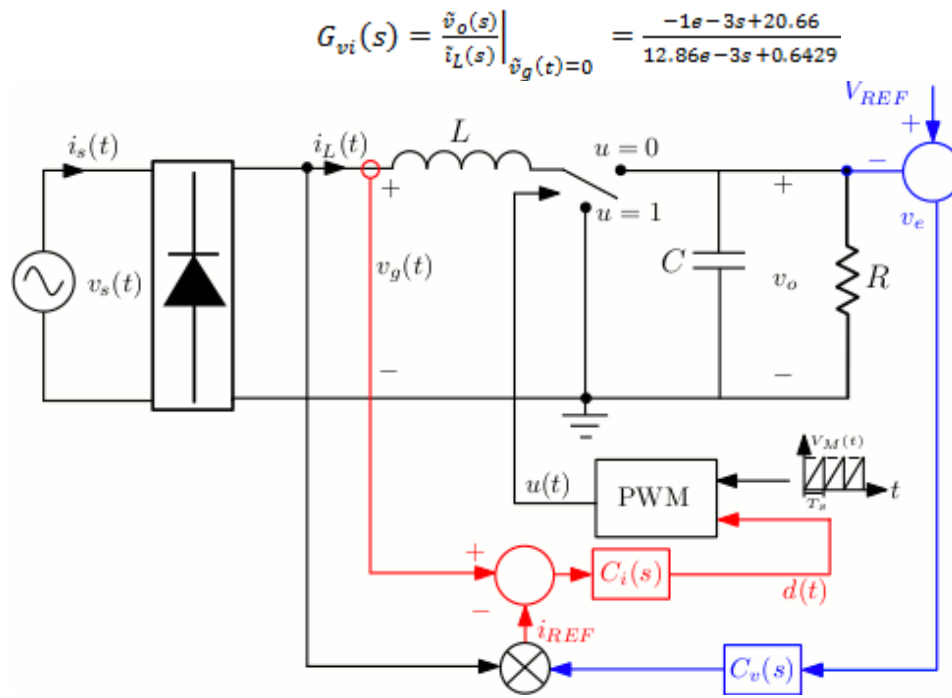 G_vi(s) = ṽ_o(s)/ĩ_L(s)|_ṽ_g(t)=0 = (-1e-3s+20.66)/(12.86e-3s+0.6429)
V_REF
+
i_s(t)
i_L(t)
L
u = 0
+
+
−
u = 1
v_e
v_s(t)
v_g(t)
C
v_o
R
−
−
V_M(t)
u(t)
PWM
T_s
t
+
C_i(s)
d(t)
−
i_REF
C_v(s)